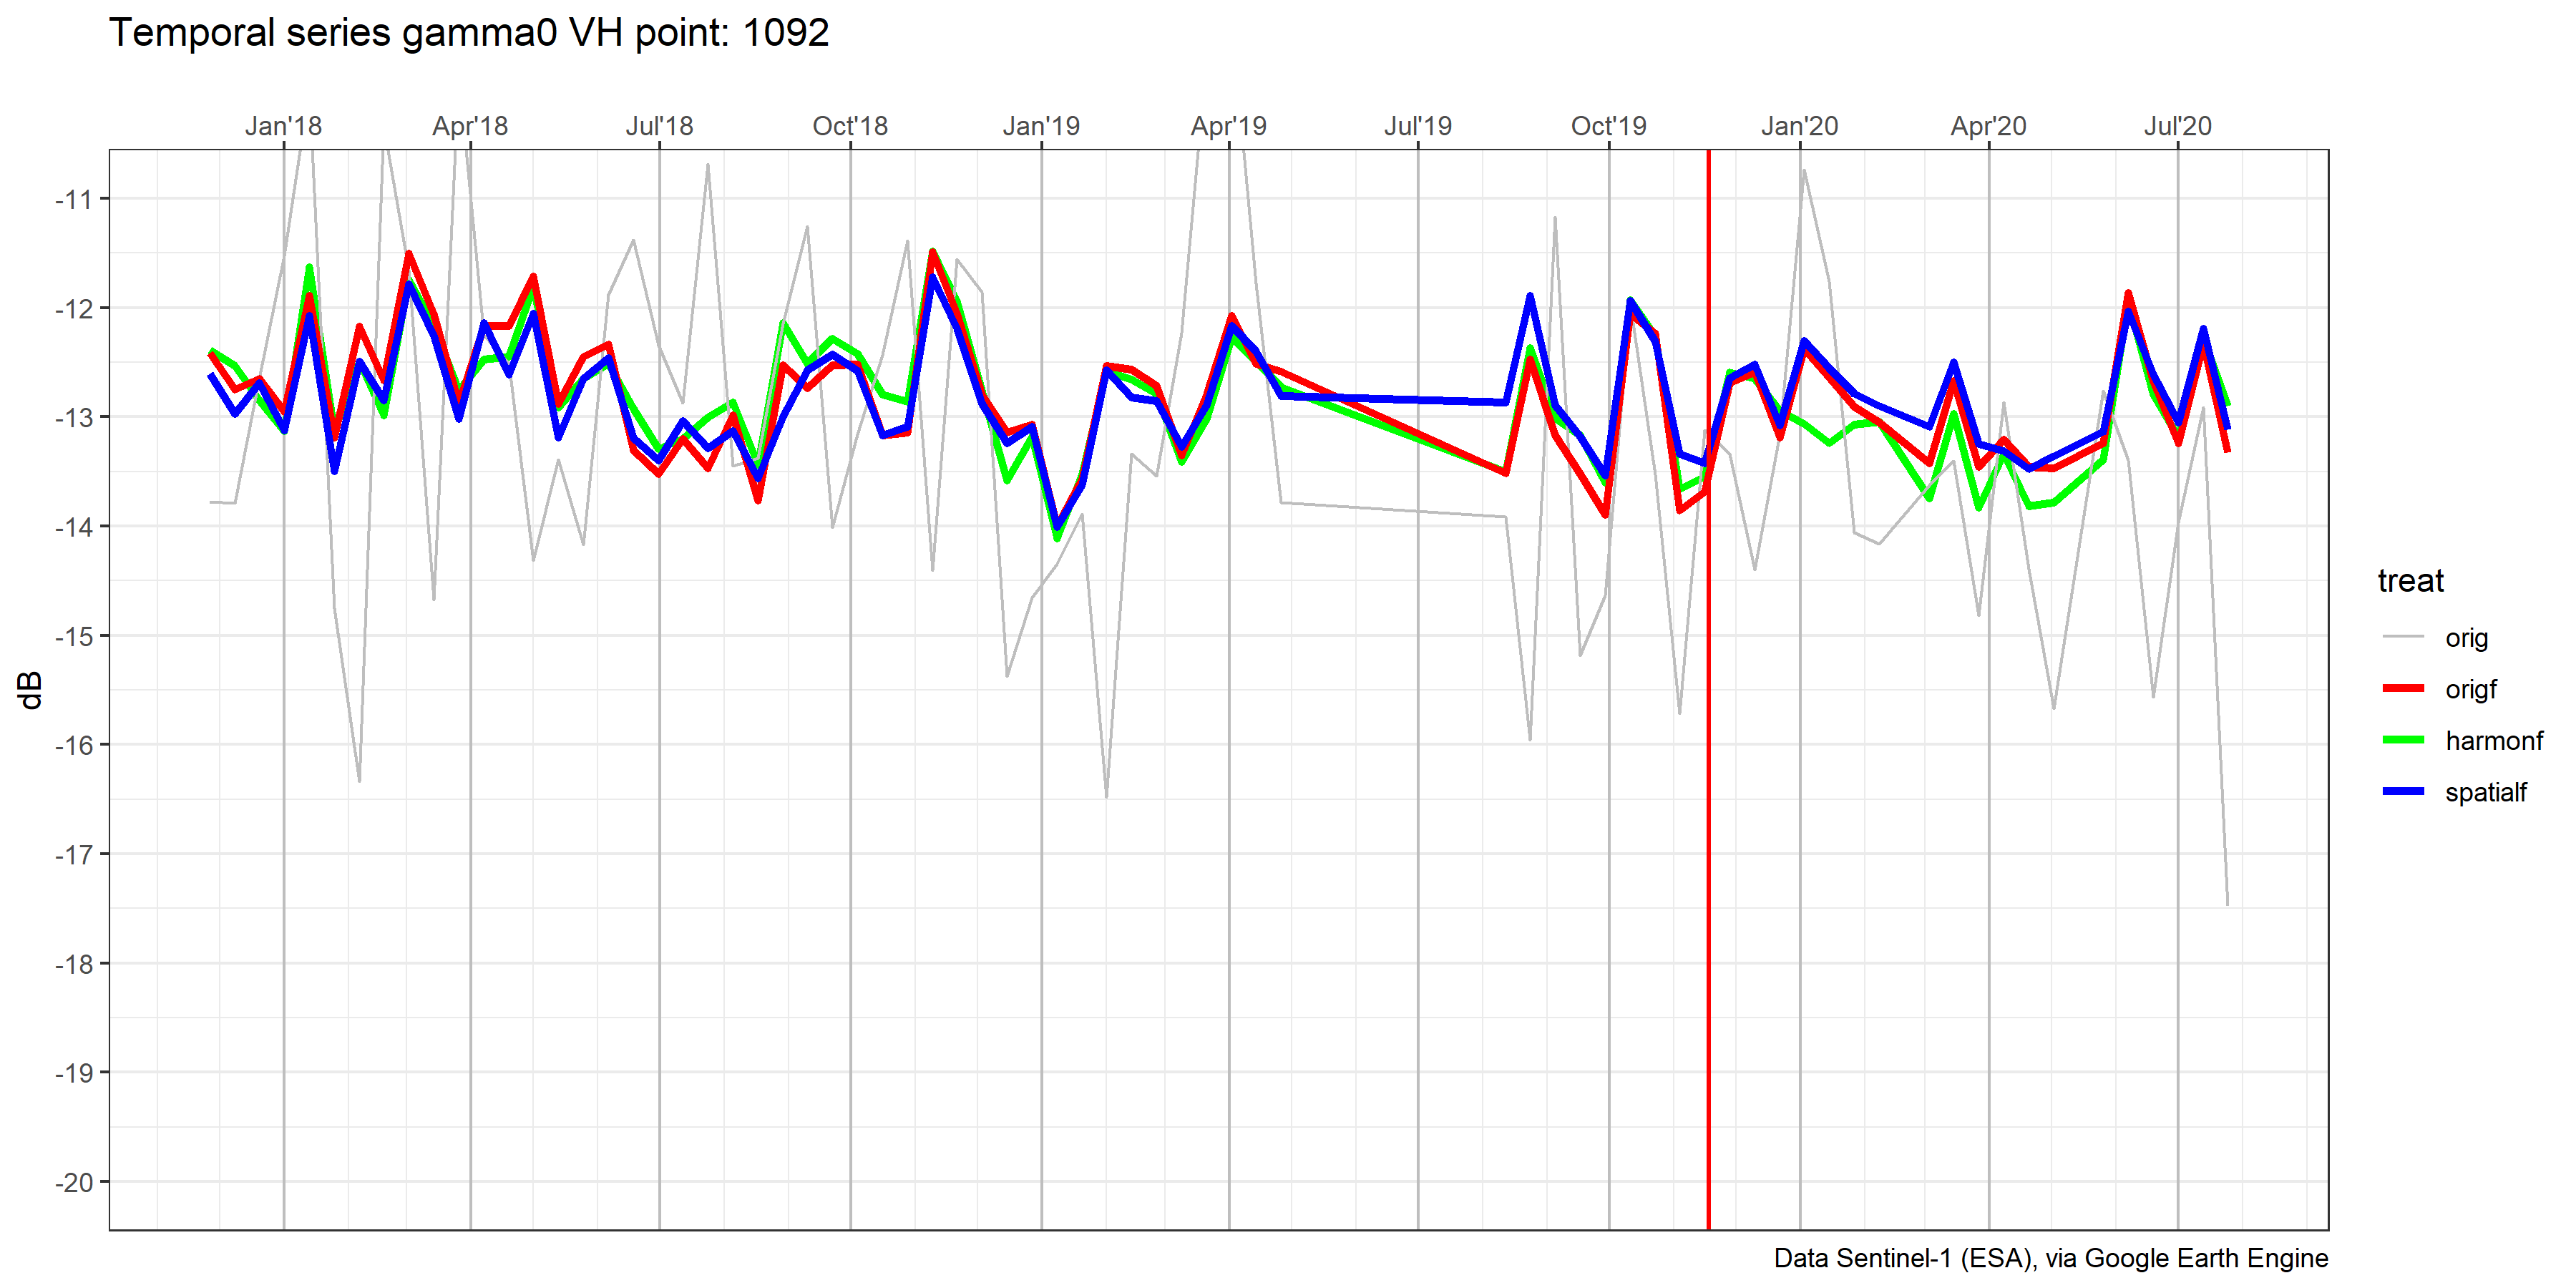 Temporal series gamma0 VH point: 1092
Jan'18 Apr'18 Jul'18 Oct'18 Jan'19 Apr'19 Jul'19 Oct'19 Jan'20 Apr'20 Jul'20
-11
-12
-13
-14
-15
-16
-17
-18
-19
-20
dB
treat
orig
origf
harmonf
spatialf
Data Sentinel-1 (ESA), via Google Earth Engine